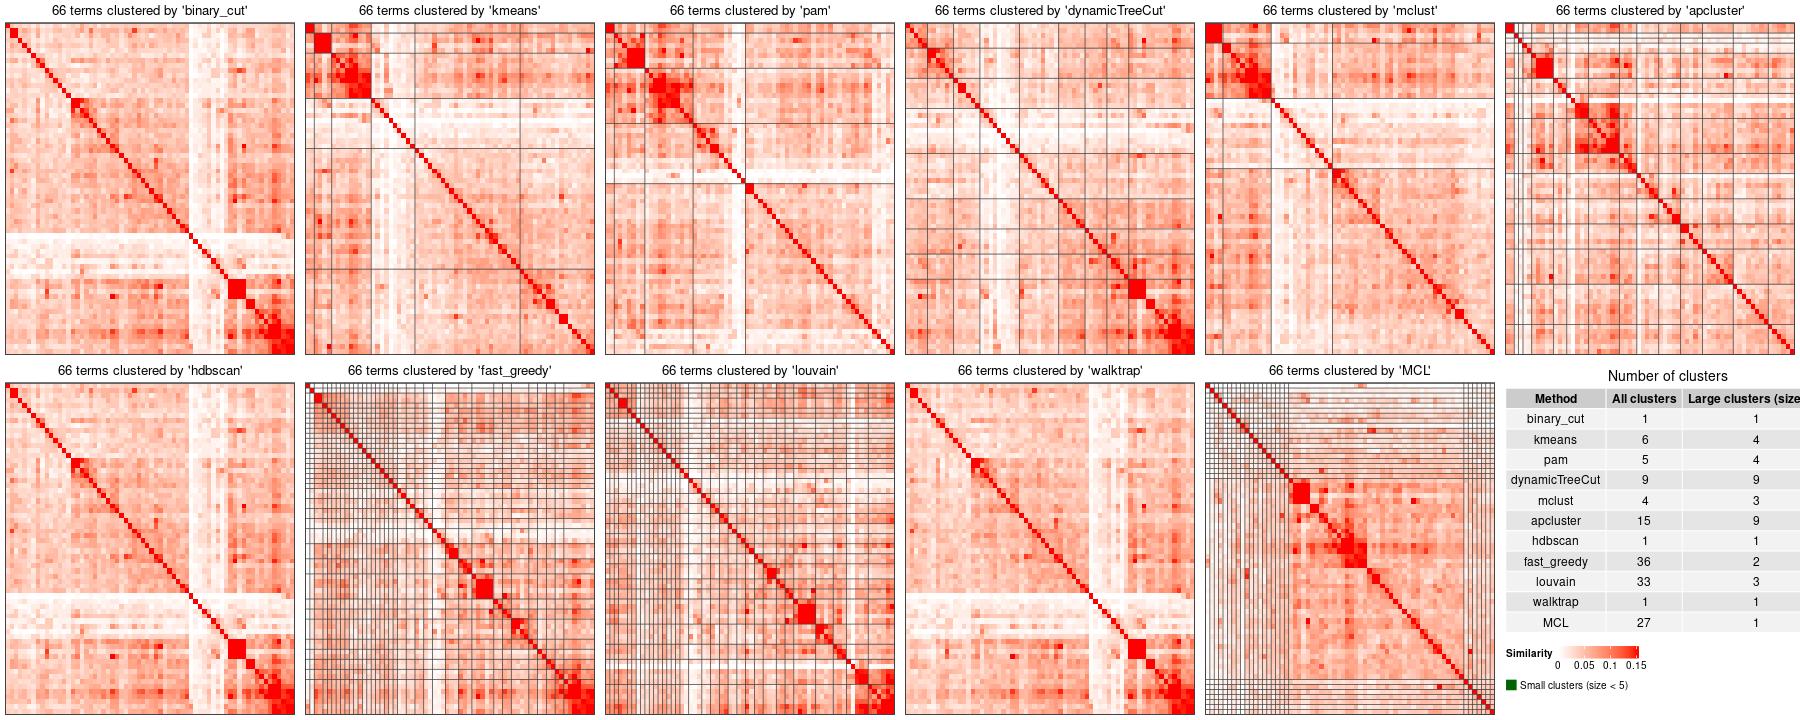 66 terms clustered by 'binary_cut'
66 terms clustered by 'kmeans'
66 terms clustered by 'pam'
66 terms clustered by 'dynamicTreeCut'
66 terms clustered by 'mclust'
66 terms clustered by 'apcluster'
66 terms clustered by 'hdbscan'
66 terms clustered by 'fast_greedy'
66 terms clustered by 'louvain'
66 terms clustered by 'walktrap'
66 terms clustered by 'MCL'
Number of clusters
Method All clusters Large clusters (size
binary_cut 1 1
kmeans 6 4
pam 5 4
dynamicTreeCut 9 9
mclust 4 3
apcluster 15 9
hdbscan 1 1
fast_greedy 36 2
louvain 33 3
walktrap 1 1
MCL 27 1
Similarity
0 0.05 0.1 0.15
Small clusters (size < 5)